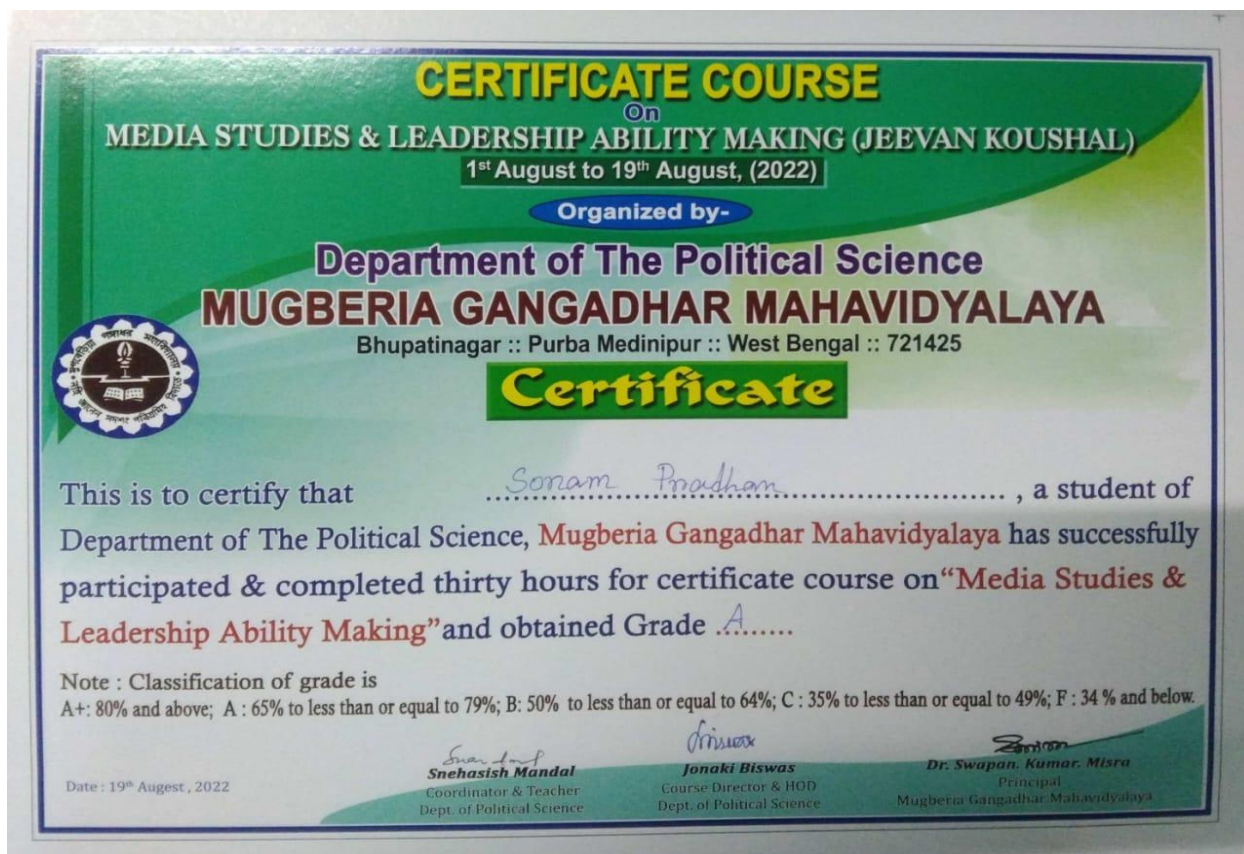 CERTIFICATE COURSE
On
MEDIA STUDIES & LEADERSHIP ABILITY MAKING (JEEVAN KOUSHAL)
1st August to 19th August, (2022)
Organized by-
Department of The Political Science
MUGBERIA GANGADHAR MAHAVIDYALAYA
Bhupatinagar :: Purba Medinipur :: West Bengal :: 721425
Certificate
This is to certify that ..Sonam Pradhan.............................. , a student of
Department of The Political Science, Mugberia Gangadhar Mahavidyalaya has successfully
participated & completed thirty hours for certificate course on“Media Studies &
Leadership Ability Making”and obtained Grade ..A......
Note : Classification of grade is
A+: 80% and above; A : 65% to less than or equal to 79%; B: 50% to less than or equal to 64%; C : 35% to less than or equal to 49%; F : 34 % and below.
Date : 19th Augest, 2022
Snehasish Mandal
Coordinator & Teacher
Dept. of Political Science
Jonaki Biswas
Course Director & HOD
Dept. of Political Science
Dr. Swapan. Kumar. Misra
Principal
Mugberia Gangadhar Mahavidyalaya